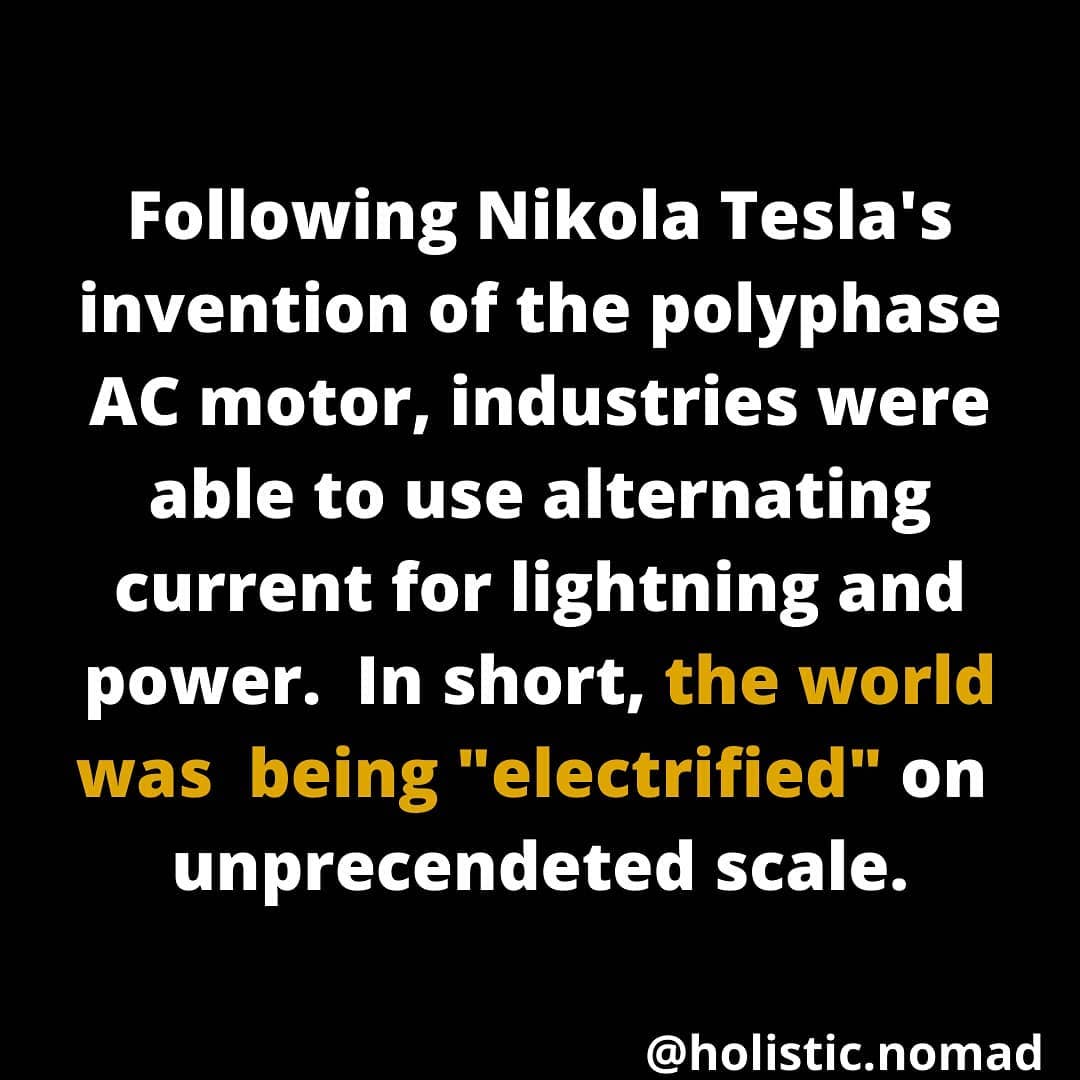 Following Nikola Tesla's
invention of the polyphase
AC motor, industries were
able to use alternating
current for lightning and
power.  In short, the world
was  being "electrified" on
unprecendeted scale.
@holistic.nomad